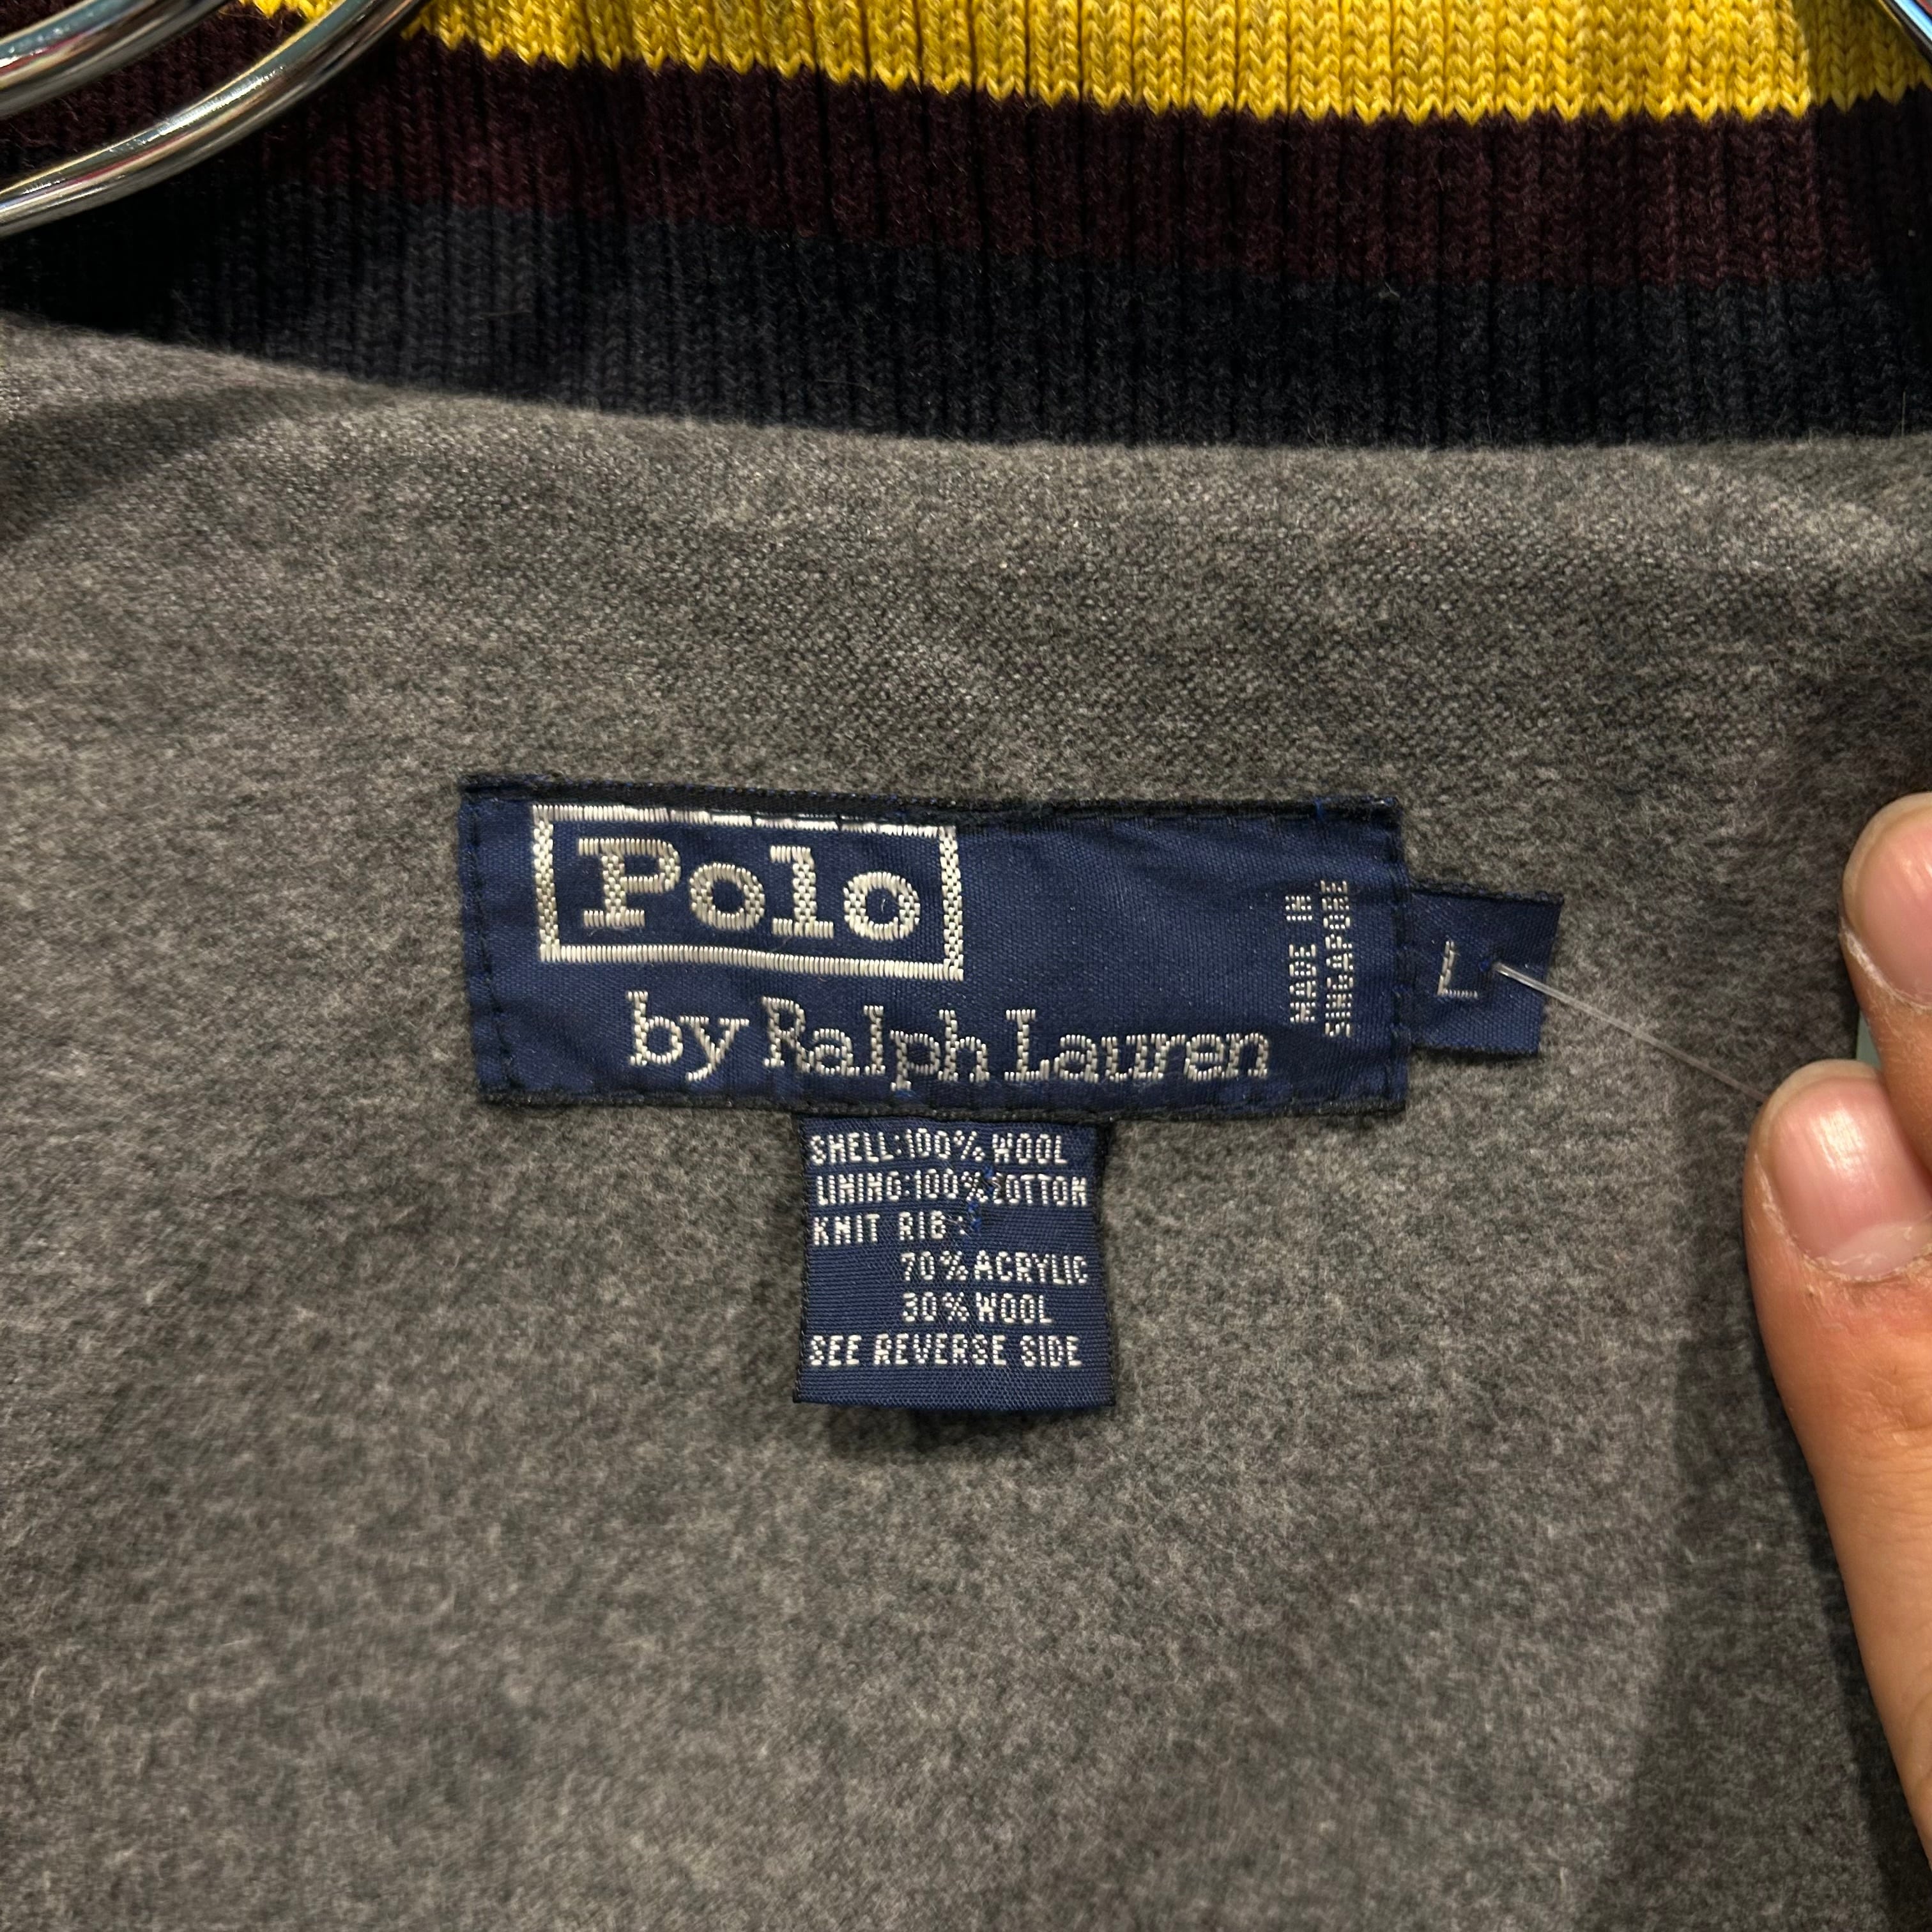 Polo
by Ralph Lauren
MADE IN
SINGAPORE
L
SHELL:100% WOOL
LINING:100% COTTON
KNIT RIB:
70% ACRYLIC
30% WOOL
SEE REVERSE SIDE